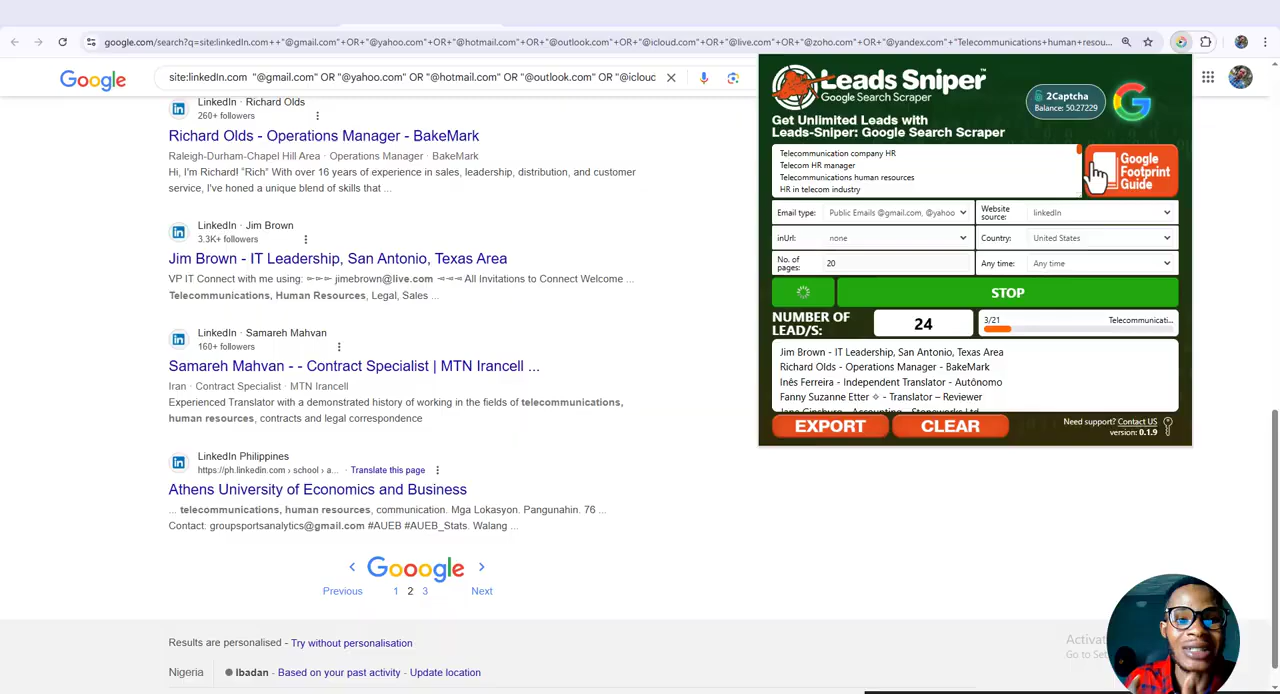 google.com/search?q=site:linkedIn.com++"@gmail.com"+OR+"@yahoo.com"+OR+"@hotmail.com"+OR+"@outlook.com"+OR+"@icloud.com"+OR+"@live.com"+OR+"@zoho.com"+OR+"@yandex.com"+"Telecommunications+human+resou...
Google
site:linkedIn.com "@gmail.com" OR "@yahoo.com" OR "@hotmail.com" OR "@outlook.com" OR "@iclouc
LinkedIn · Richard Olds
260+ followers
Richard Olds - Operations Manager - BakeMark
Raleigh-Durham-Chapel Hill Area · Operations Manager · BakeMark
Hi, I'm Richard! "Rich" With over 16 years of experience in sales, leadership, distribution, and customer
service, I've honed a unique blend of skills that ...
LinkedIn · Jim Brown
3.3K+ followers
Jim Brown - IT Leadership, San Antonio, Texas Area
VP IT Connect with me using: ►►► jimebrown@live.com ◄◄◄ All Invitations to Connect Welcome ...
Telecommunications, Human Resources, Legal, Sales ...
LinkedIn · Samareh Mahvan
160+ followers
Samareh Mahvan - - Contract Specialist | MTN Irancell ...
Iran · Contract Specialist · MTN Irancell
Experienced Translator with a demonstrated history of working in the fields of telecommunications,
human resources, contracts and legal correspondence
LinkedIn Philippines
https://ph.linkedin.com › school › a... · Translate this page
Athens University of Economics and Business
... telecommunications, human resources, communication. Mga Lokasyon. Pangunahin. 76 ...
Contact: groupsportsanalytics@gmail.com #AUEB #AUEB_Stats. Walang ...
Gooogle
Previous 1 2 3 Next
Results are personalised - Try without personalisation
Nigeria Ibadan - Based on your past activity - Update location
Leads Sniper
Google Search Scraper
2Captcha
Balance: 50.27229
Get Unlimited Leads with
Leads-Sniper: Google Search Scraper
Telecommunication company HR
Telecom HR manager
Telecommunications human resources
HR in telecom industry
Google
Footprint
Guide
Email type: Public Emails @gmail.com, @yahoo
Website source: linkedin
inUrl: none
Country: United States
No. of pages: 20
Any time: Any time
STOP
NUMBER OF
LEAD/S:
24
3/21 Telecommunicati...
Jim Brown - IT Leadership, San Antonio, Texas Area
Richard Olds - Operations Manager - BakeMark
Inês Ferreira - Independent Translator - Autônomo
Fanny Suzanne Etter ✧ - Translator – Reviewer
Jane Ginsburg - Accounting - Stoneworks Ltd
EXPORT
CLEAR
Need support? Contact US
version: 0.1.9
Activat
Go to Set